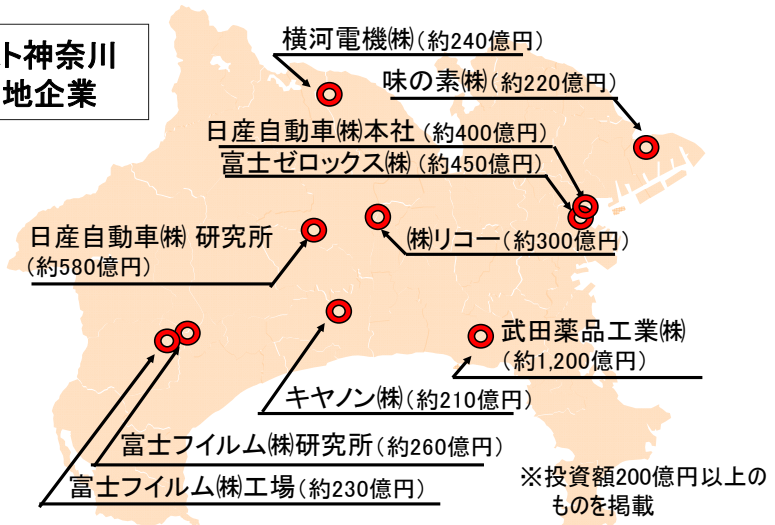 ト神奈川
地企業
横河電機㈱(約240億円)
味の素㈱(約220億円)
日産自動車㈱本社(約400億円)
富士ゼロックス㈱(約450億円)
日産自動車㈱ 研究所
(約580億円)
㈱リコー(約300億円)
武田薬品工業㈱
(約1,200億円)
キヤノン㈱(約210億円)
富士フイルム㈱研究所(約260億円)
富士フイルム㈱工場(約230億円)
※投資額200億円以上の
ものを掲載